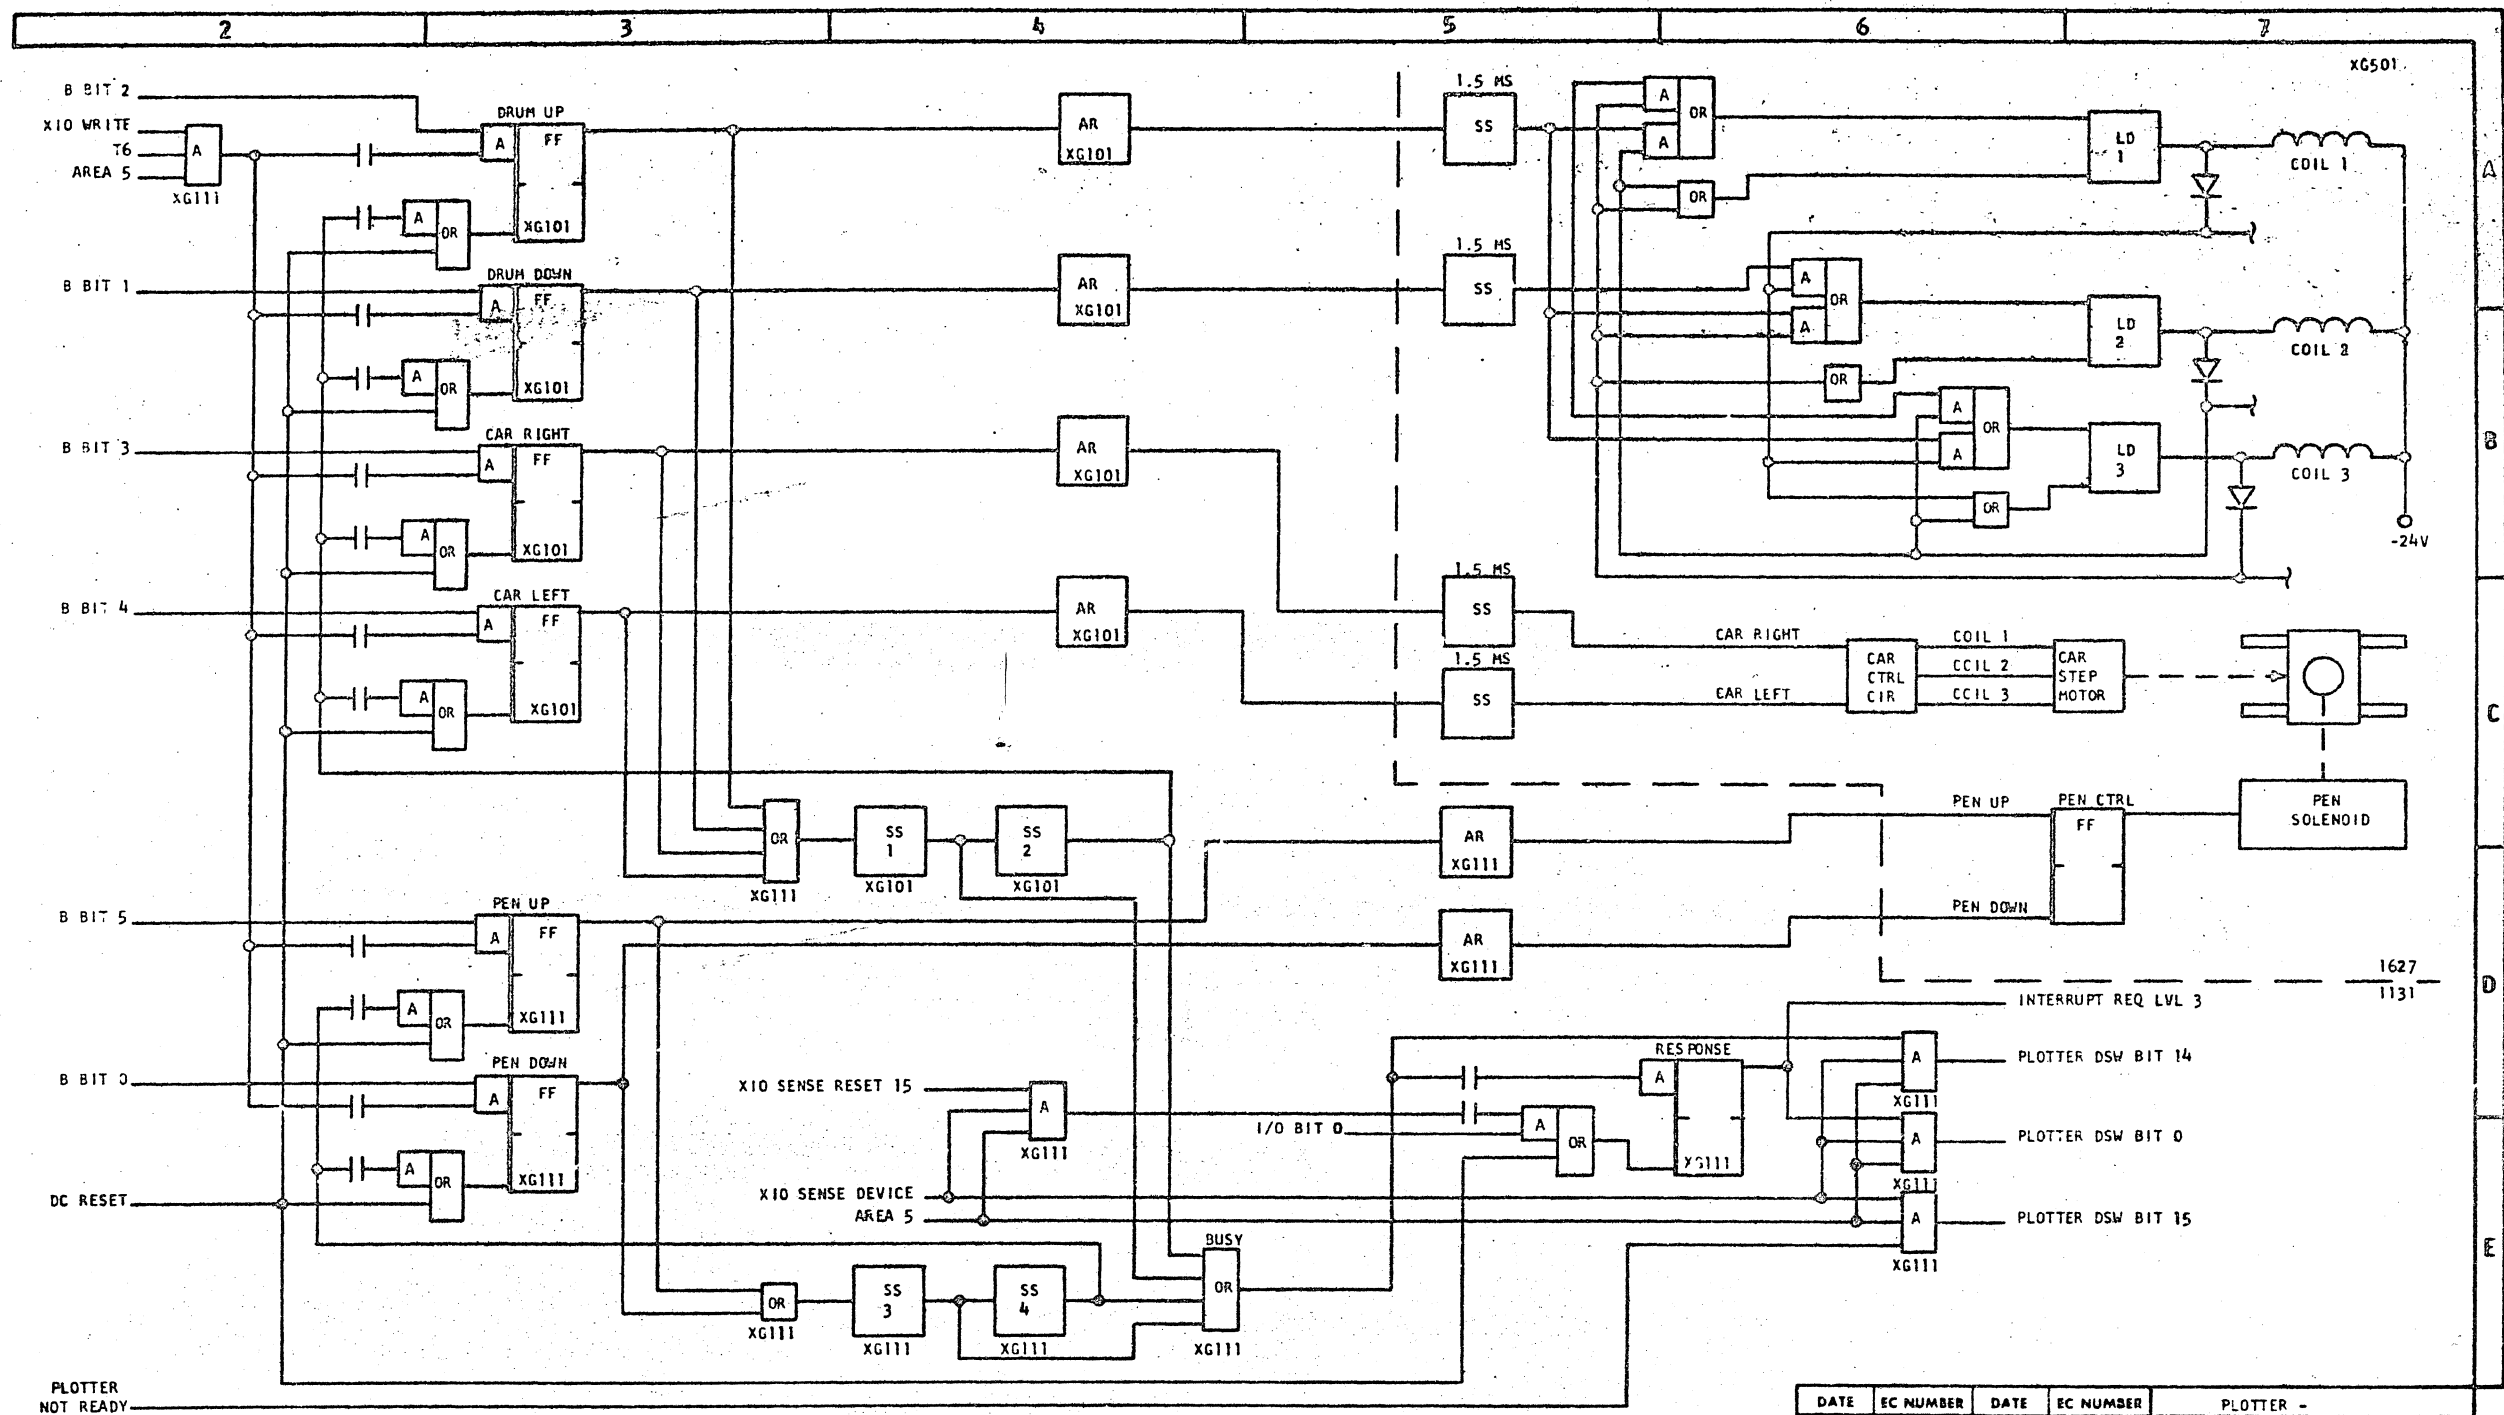 2 3 4 5 6 7
XG501
B BIT 2
XIO WRITE
T6
AREA 5
A
XG111
DRUM UP
A
FF
XG101
A
OR
AR
XG101
1.5 MS
SS
A
A
OR
OR
LD
1
COIL 1
A
B BIT 1
DRUM DOWN
A
FF
XG101
A
OR
AR
XG101
1.5 MS
SS
A
A
OR
OR
LD
2
COIL 2
B BIT 3
CAR RIGHT
A
FF
XG101
A
OR
AR
XG101
A
A
OR
OR
LD
3
COIL 3
-24V
B
B BIT 4
CAR LEFT
A
FF
XG101
A
OR
AR
XG101
1.5 MS
SS
1.5 MS
SS
CAR RIGHT
CAR LEFT
CAR
CTRL
CIR
COIL 1
CCIL 2
CCIL 3
CAR
STEP
MOTOR
C
OR
XG111
SS
1
XG101
SS
2
XG101
AR
XG111
PEN UP
PEN CTRL
FF
PEN
SOLENOID
B BIT 5
PEN UP
A
FF
XG111
A
OR
AR
XG111
PEN DOWN
1627
1131
D
INTERRUPT REQ LVL 3
B BIT 0
PEN DOWN
A
FF
XG111
A
OR
XIO SENSE RESET 15
A
XG111
I/O BIT 0
A
OR
RESPONSE
A
XG111
A
XG111
PLOTTER DSW BIT 14
A
XG111
PLOTTER DSW BIT 0
A
XG111
PLOTTER DSW BIT 15
DC RESET
XIO SENSE DEVICE
AREA 5
E
OR
XG111
SS
3
XG111
SS
4
XG111
BUSY
OR
XG111
PLOTTER
NOT READY
DATE EC NUMBER DATE EC NUMBER PLOTTER -